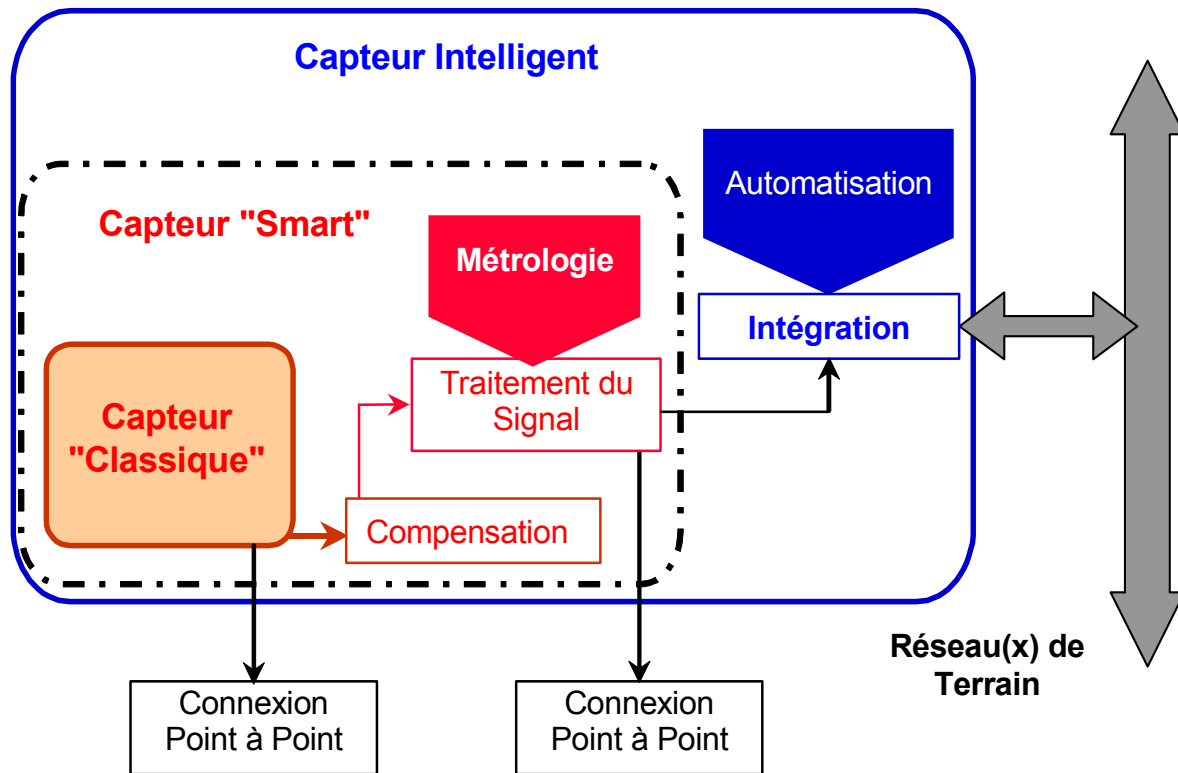 Capteur Intelligent
Automatisation
Capteur "Smart"
Métrologie
Intégration
Traitement du
Signal
Capteur
"Classique"
Compensation
Réseau(x) de
Terrain
Connexion
Point à Point
Connexion
Point à Point